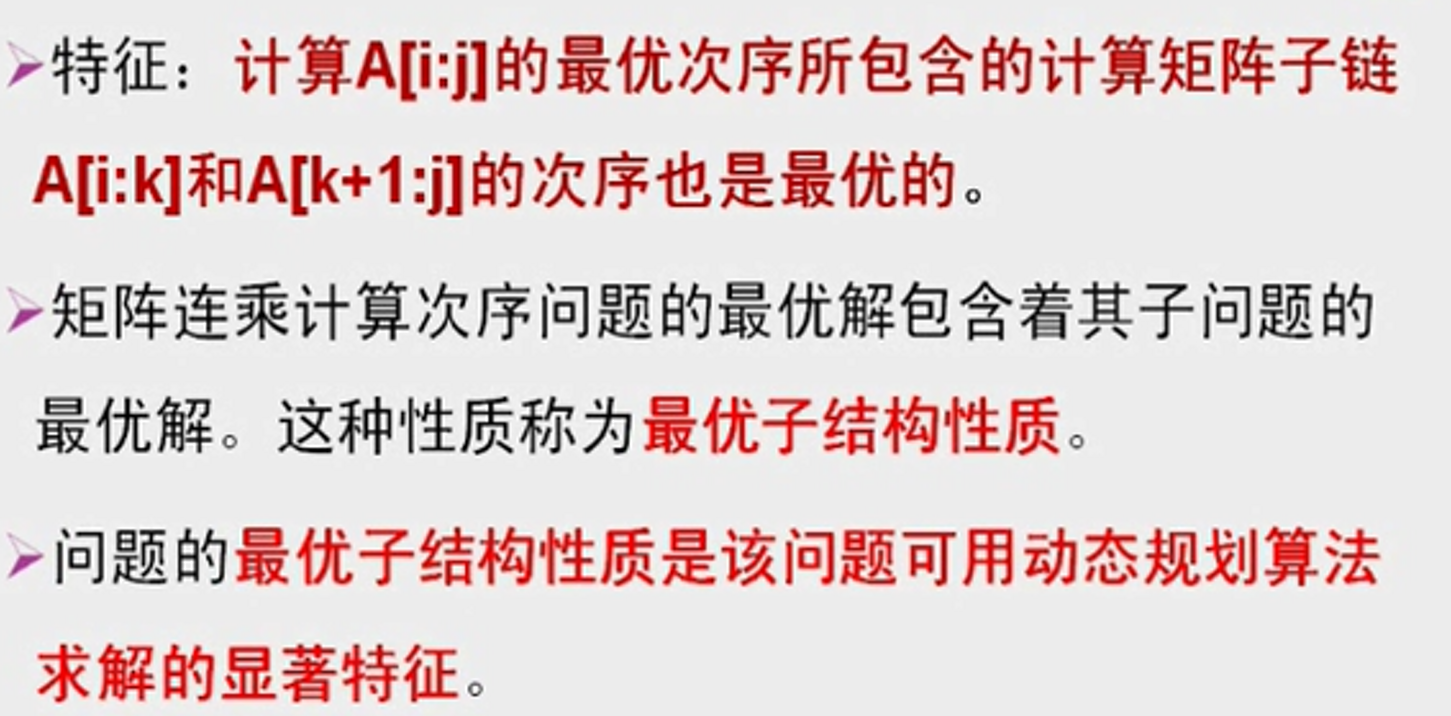 ➢特征：计算A[i:j]的最优次序所包含的计算矩阵子链
A[i:k]和A[k+1:j]的次序也是最优的。
➢矩阵连乘计算次序问题的最优解包含着其子问题的
最优解。这种性质称为最优子结构性质。
➢问题的最优子结构性质是该问题可用动态规划算法
求解的显著特征。